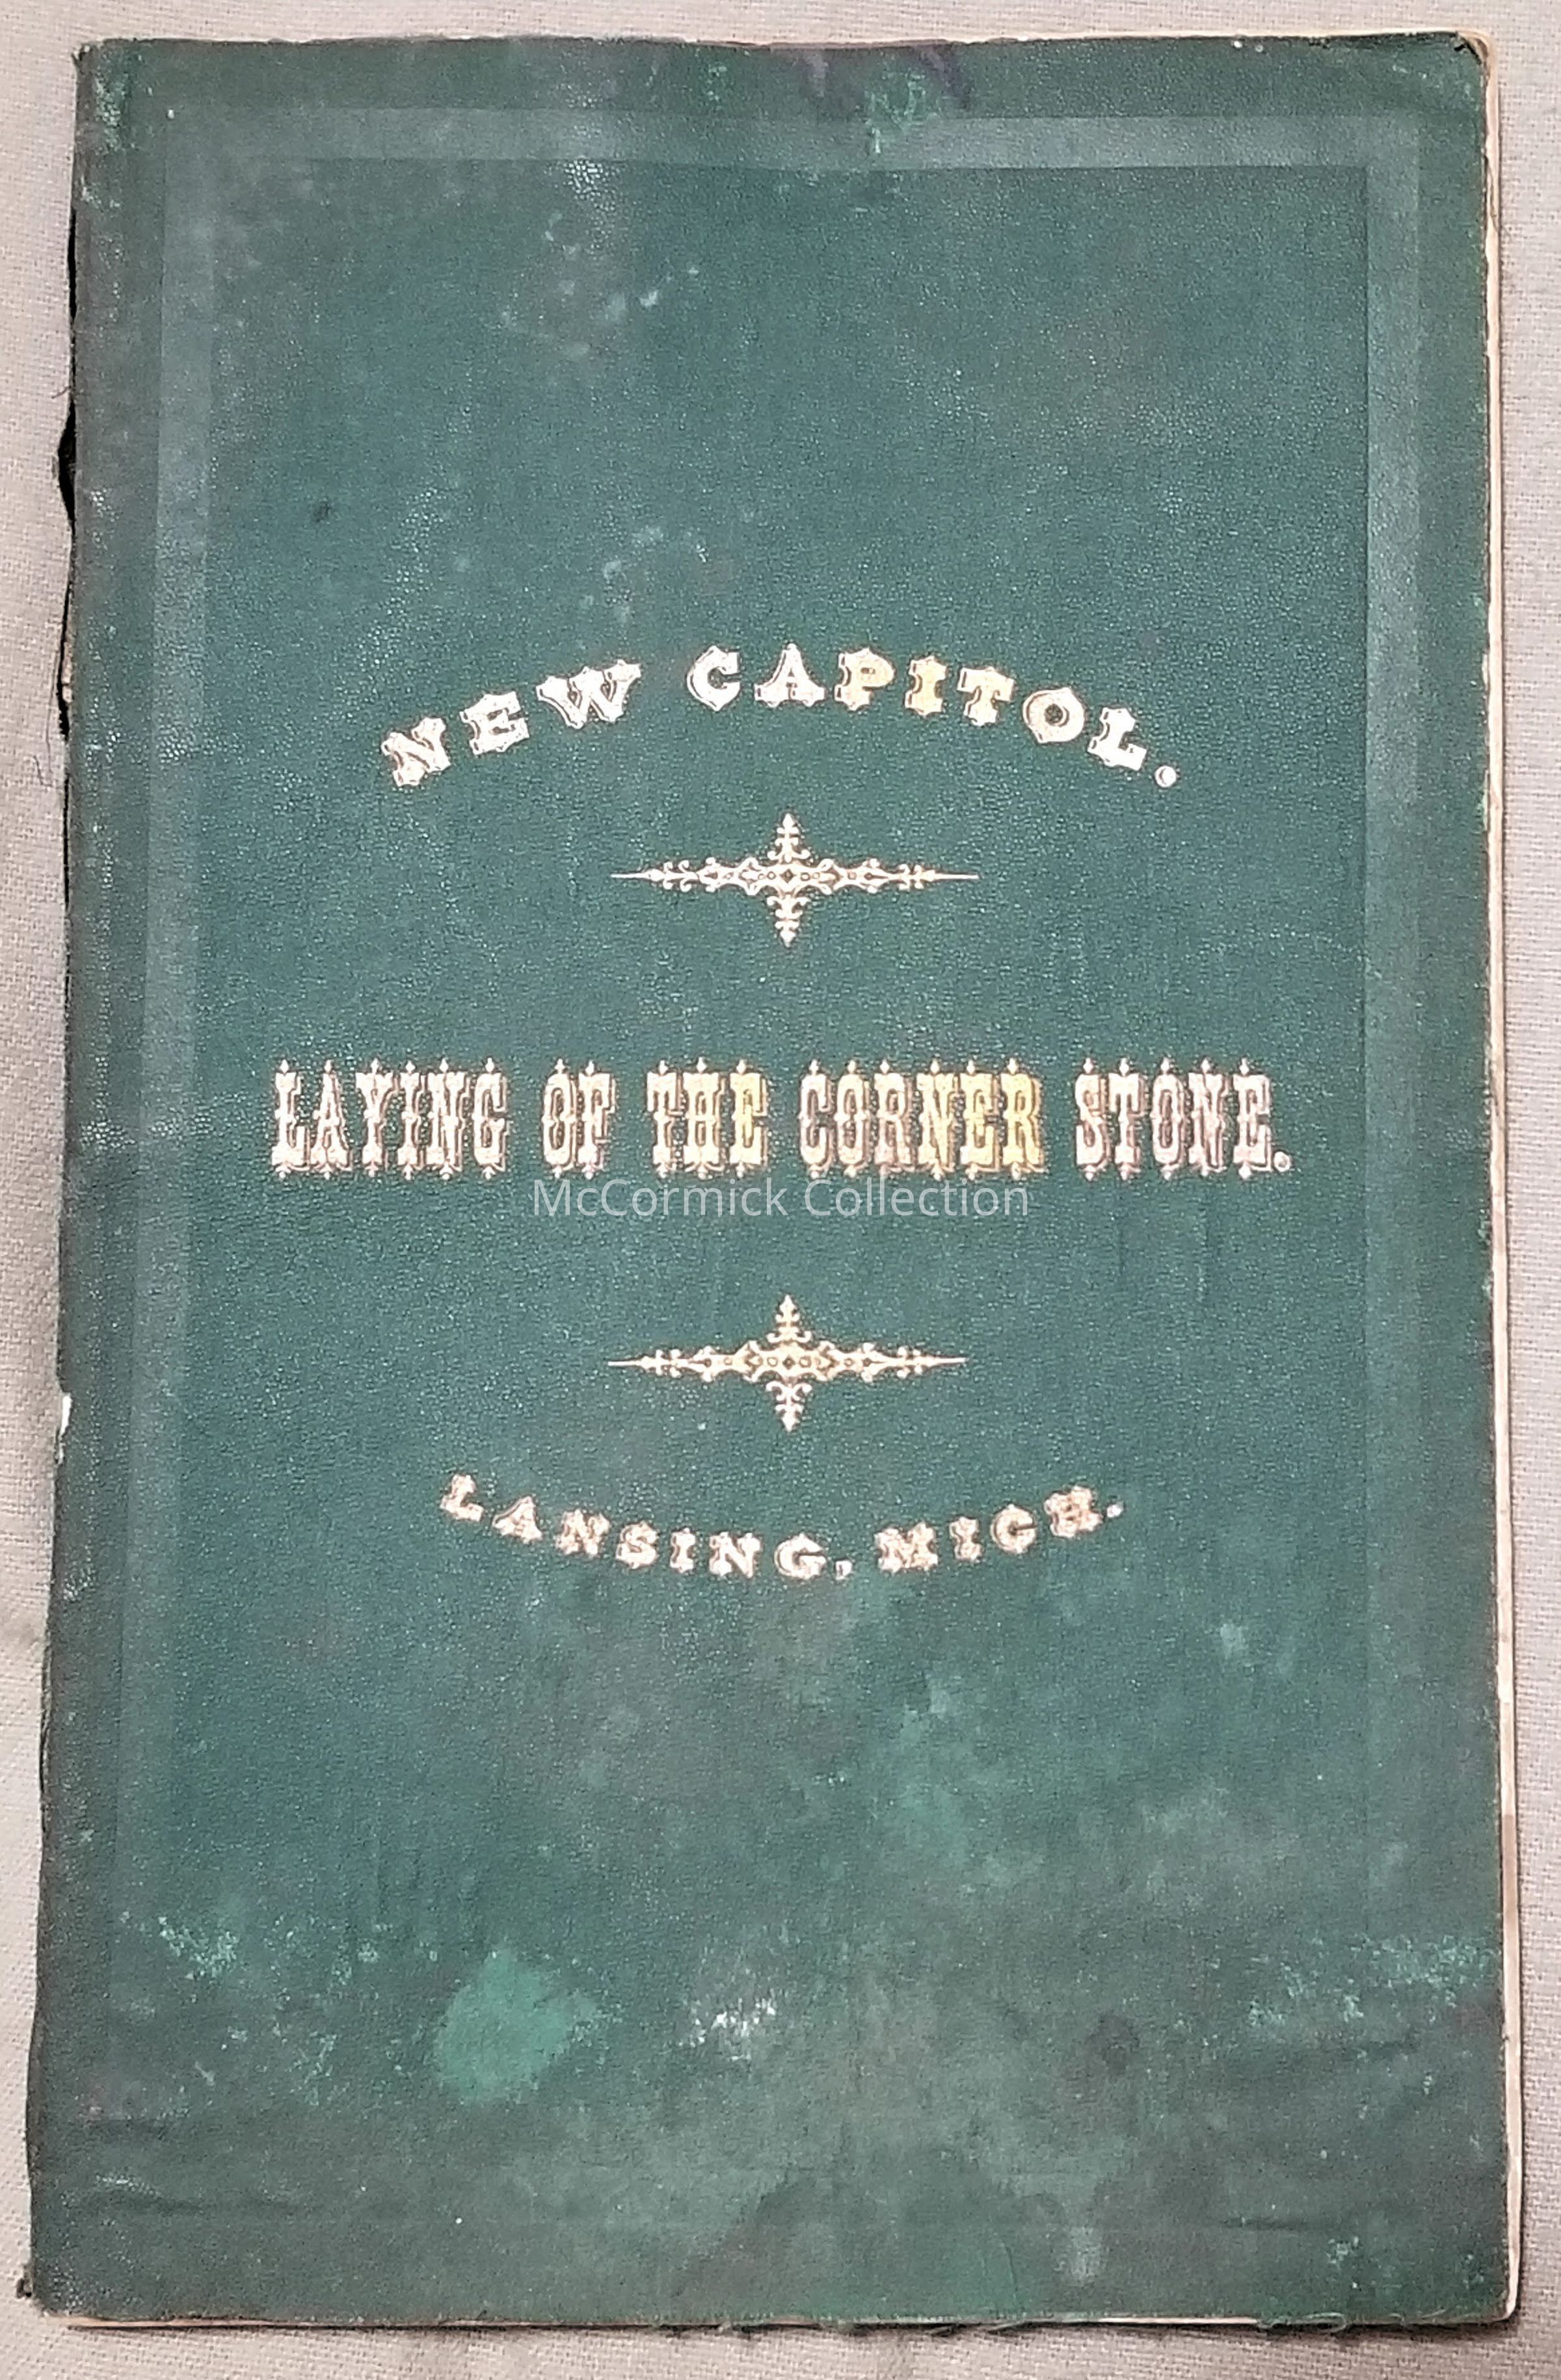 NEW CAPITOL.
LAYING OF THE CORNER STONE.
McCormick Collection
LANSING, MICH.